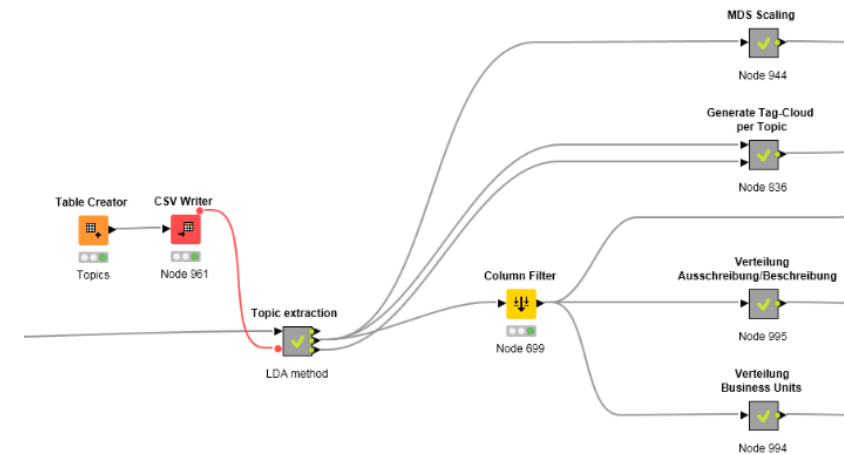 MDS Scaling
Node 944
Generate Tag-Cloud
per Topic
Node 836
Table Creator
CSV Writer
Topics
Node 961
Column Filter
Node 699
Verteilung
Ausschreibung/Beschreibung
Node 995
Topic extraction
LDA method
Verteilung
Business Units
Node 994